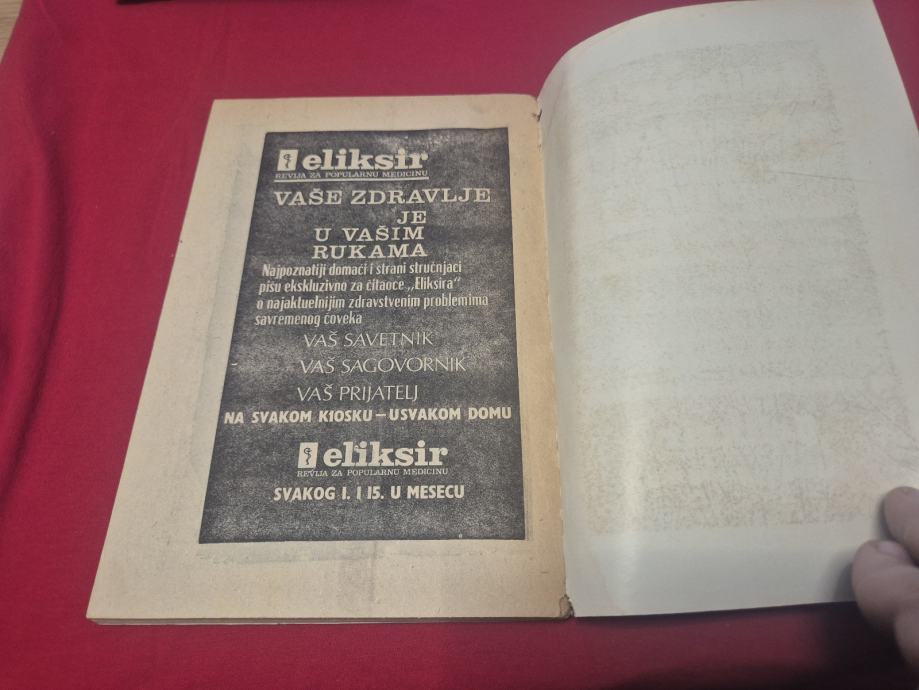 eliksir
REVIJA ZA POPULARNU MEDICINU
VAŠE ZDRAVLJE
JE
U VAŠIM
RUKAMA
Najpoznatiji domaći i strani stručnjaci
pišu ekskluzivno za čitaoce „Eliksira“
o najaktuelnijim zdravstvenim problemima
savremenog čoveka
VAŠ SAVETNIK
VAŠ SAGOVORNIK
VAŠ PRIJATELJ
NA SVAKOM KIOSKU – USVAKOM DOMU
eliksir
REVIJA ZA POPULARNU MEDICINU
SVAKOG 1. I 15. U MESECU